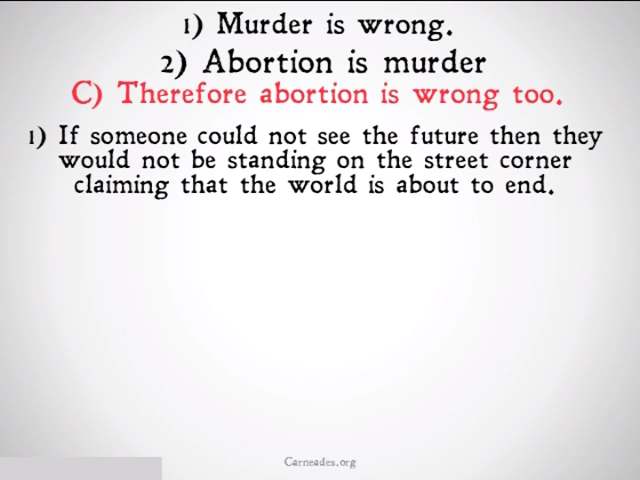 1) Murder is wrong.
2) Abortion is murder
C) Therefore abortion is wrong too.
1) If someone could not see the future then they
would not be standing on the street corner
claiming that the world is about to end.
Carneades.org